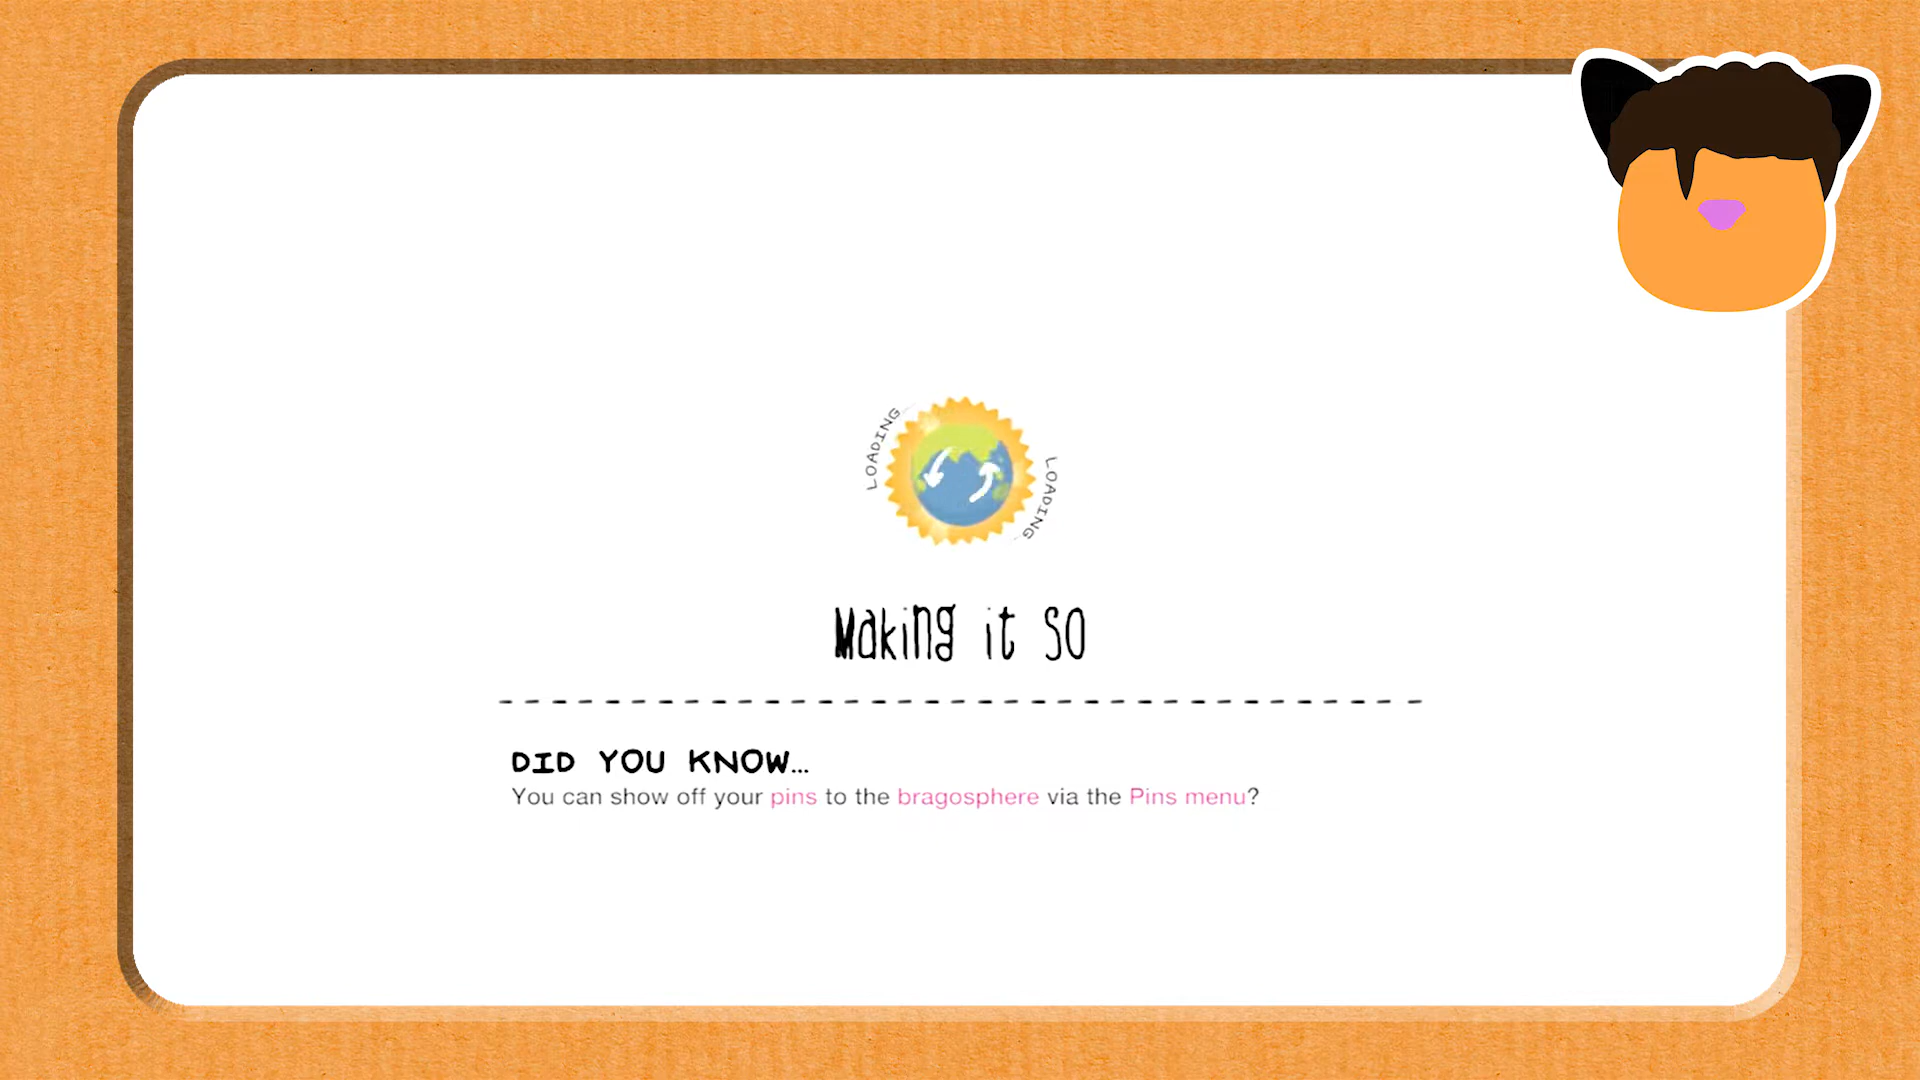 LOADING...
LOADING...
Making it so
DID YOU KNOW...
You can show off your pins to the bragosphere via the Pins menu?